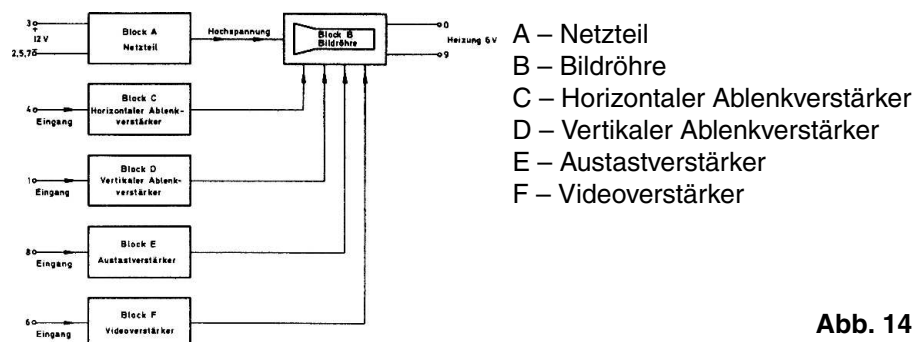 3
+
12 V
–
2,5,7
Block A
Netzteil
Hochspannung
Block B
Bildröhre
0
Heizung 6V
9
4
Eingang
Block C
Horizontaler Ablenk-
verstärker
1
Eingang
Block D
Vertikaler Ablenk-
verstärker
8
Eingang
Block E
Austastverstärker
6
Eingang
Block F
Videoverstärker
A – Netzteil
B – Bildröhre
C – Horizontaler Ablenkverstärker
D – Vertikaler Ablenkverstärker
E – Austastverstärker
F – Videoverstärker
Abb. 14